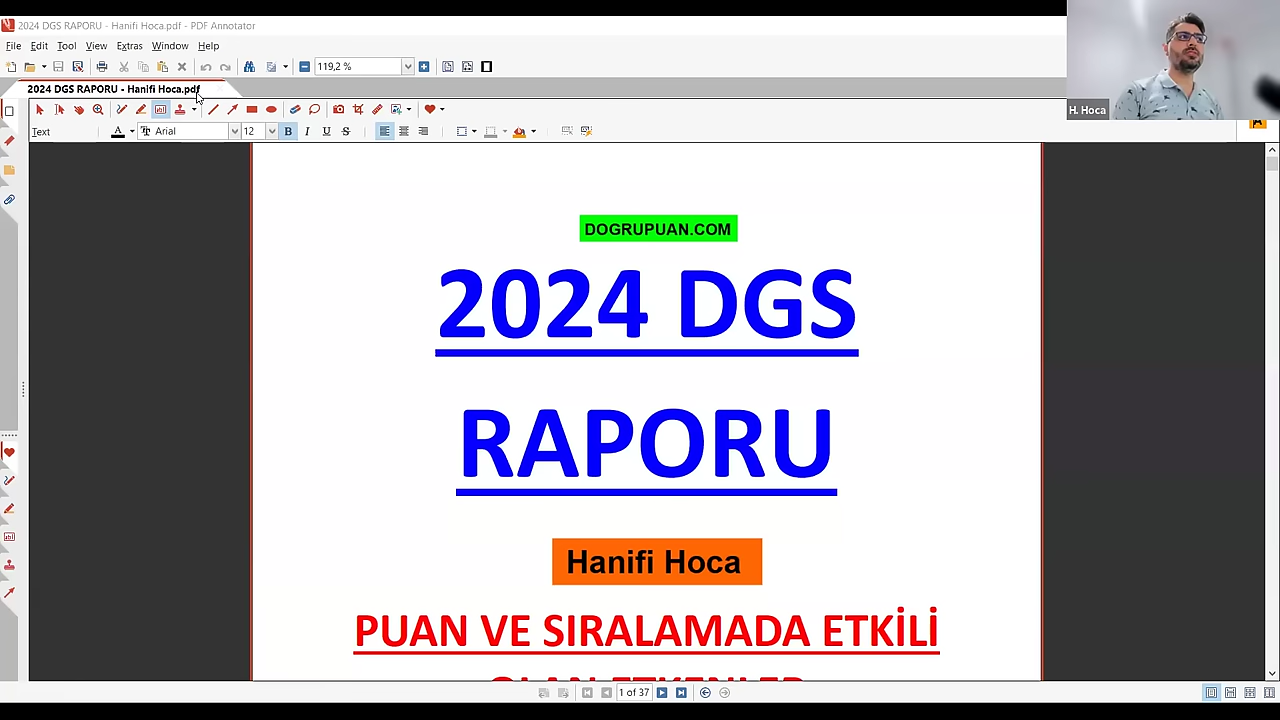 2024 DGS RAPORU - Hanifi Hoca.pdf - PDF Annotator
File Edit Tool View Extras Window Help
119,2 %
2024 DGS RAPORU - Hanifi Hoca.pdf
Text A Arial 12 B I U S
H. Hoca
DOGRUPUAN.COM
2024 DGS
RAPORU
Hanifi Hoca
PUAN VE SIRALAMADA ETKİLİ
OLAN ETKENLER
1 of 37